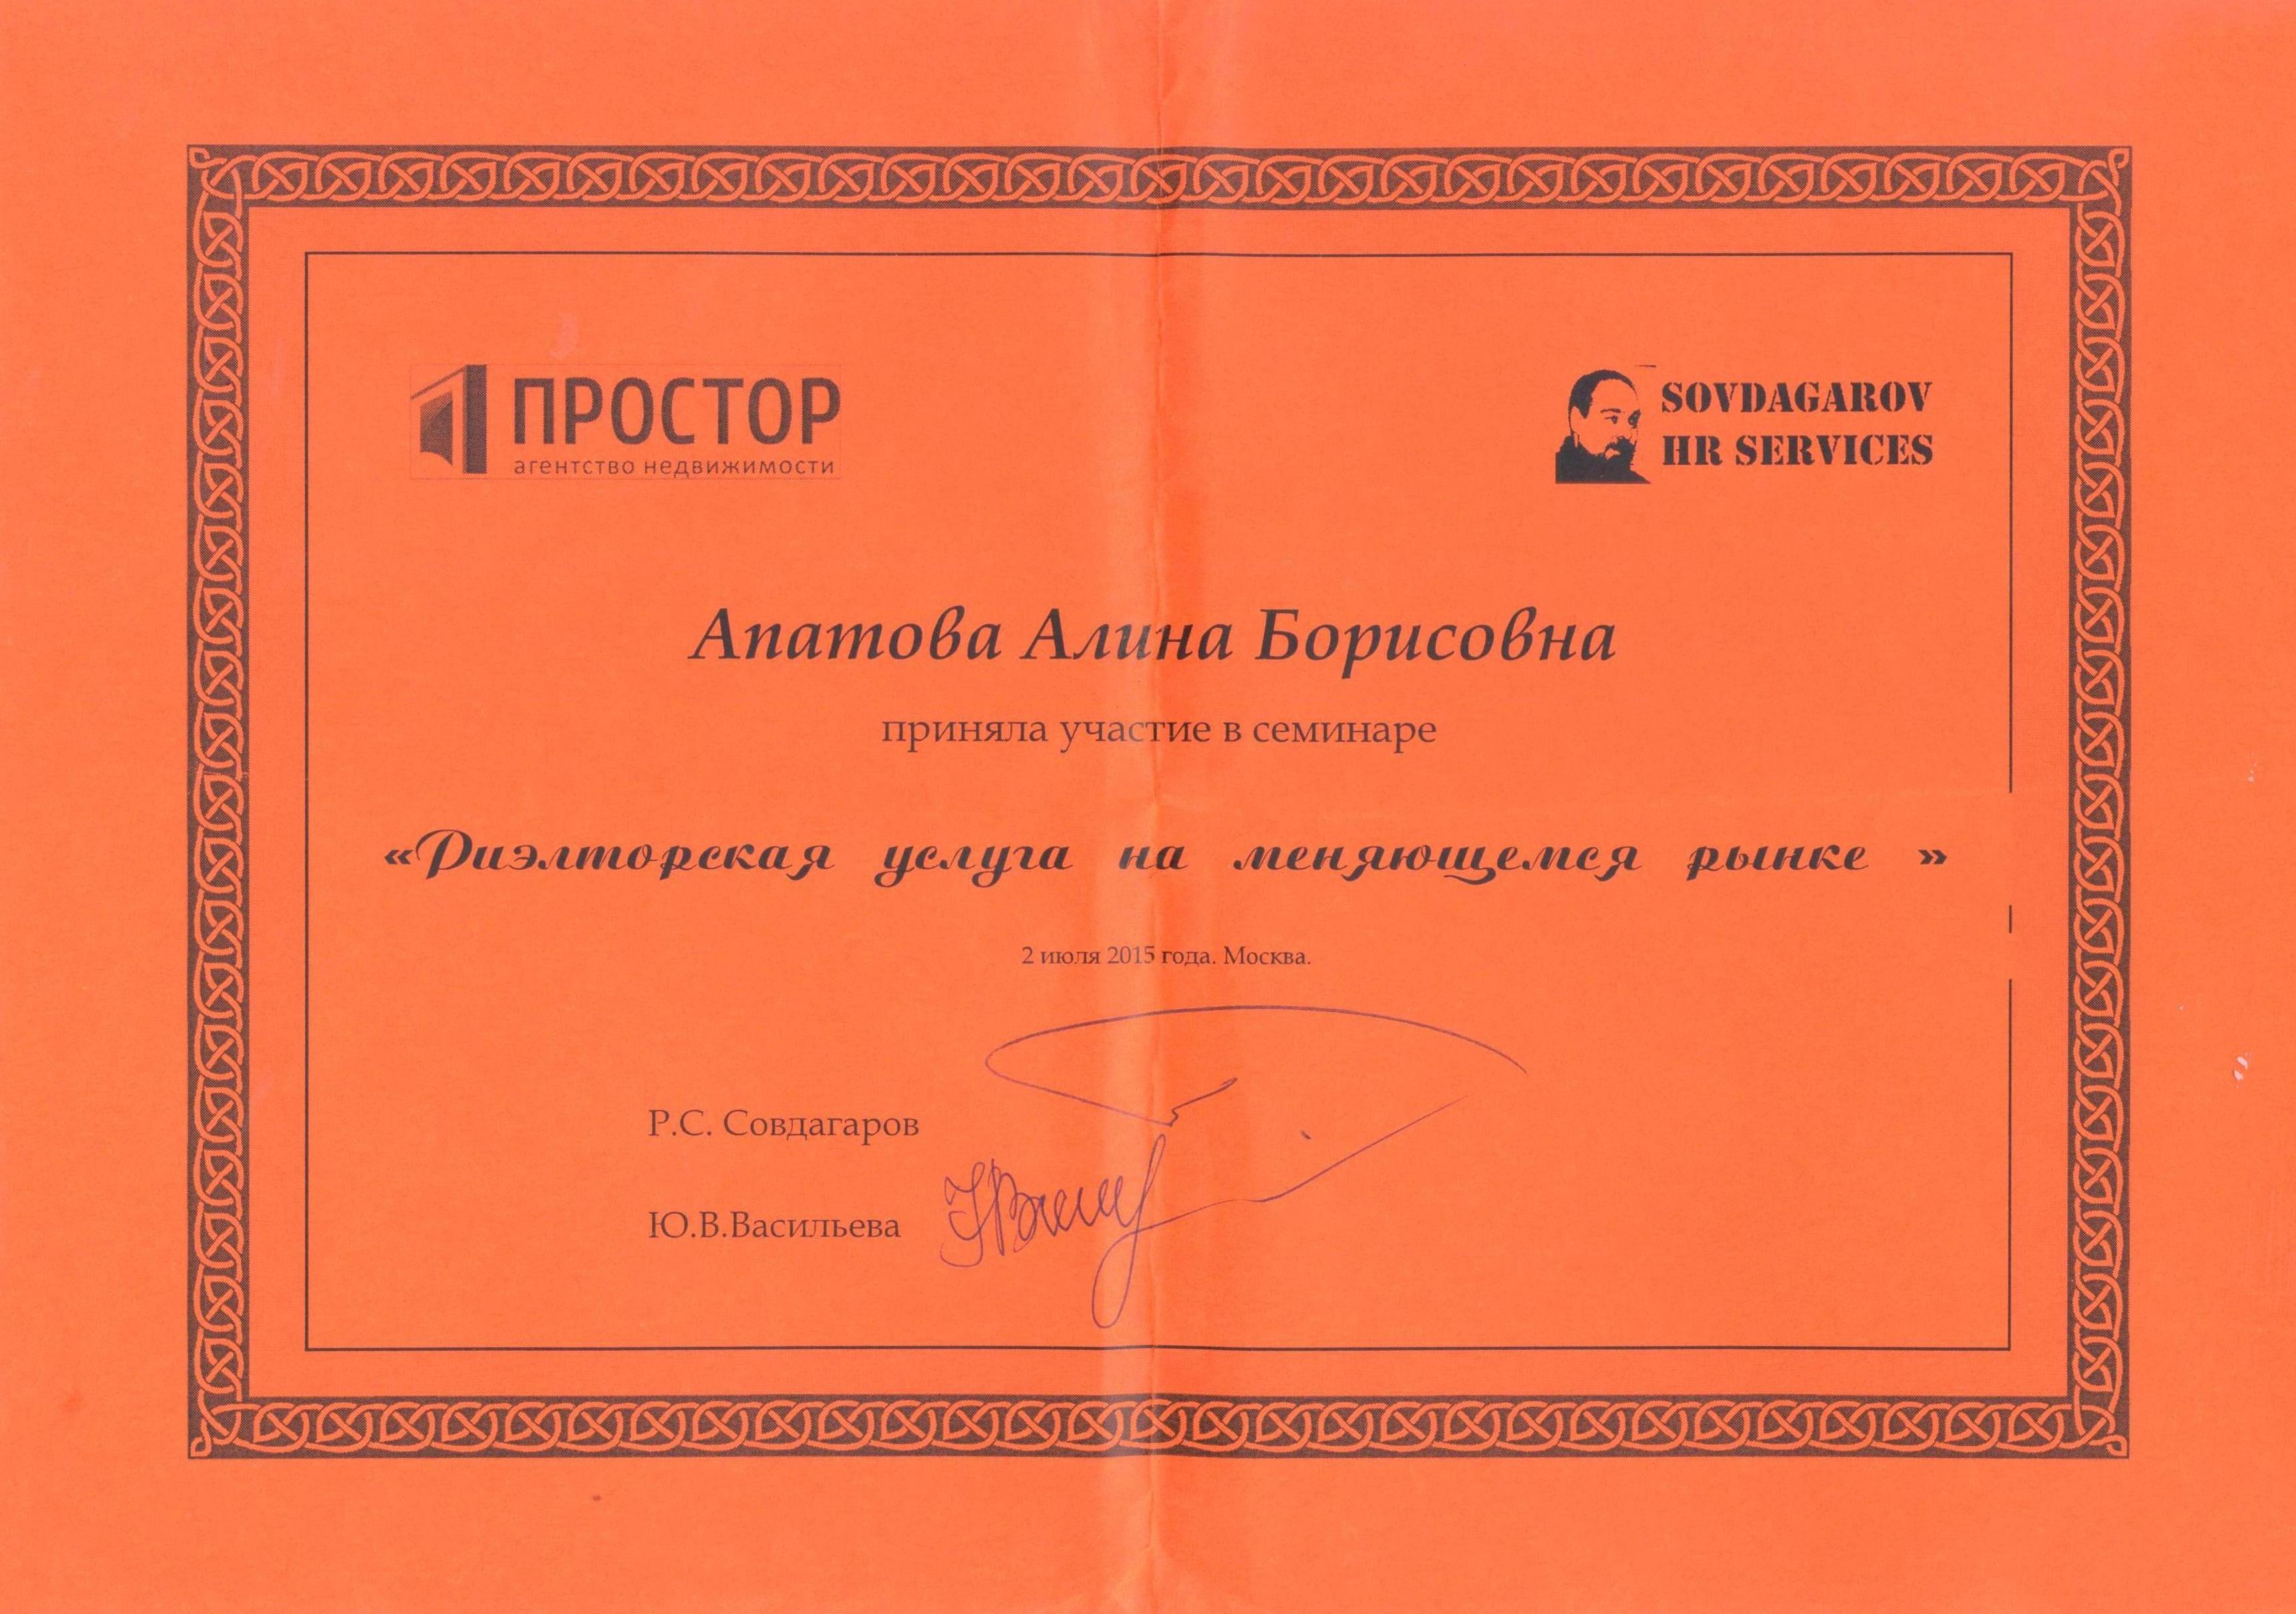 ПРОСТОР
агентство недвижимости
SOVDAGAROV
HR SERVICES
Апатова Алина Борисовна
приняла участие в семинаре
«Риэлторская услуга на меняющемся рынке »
2 июля 2015 года. Москва.
Р.С. Совдагаров
Ю.В.Васильева